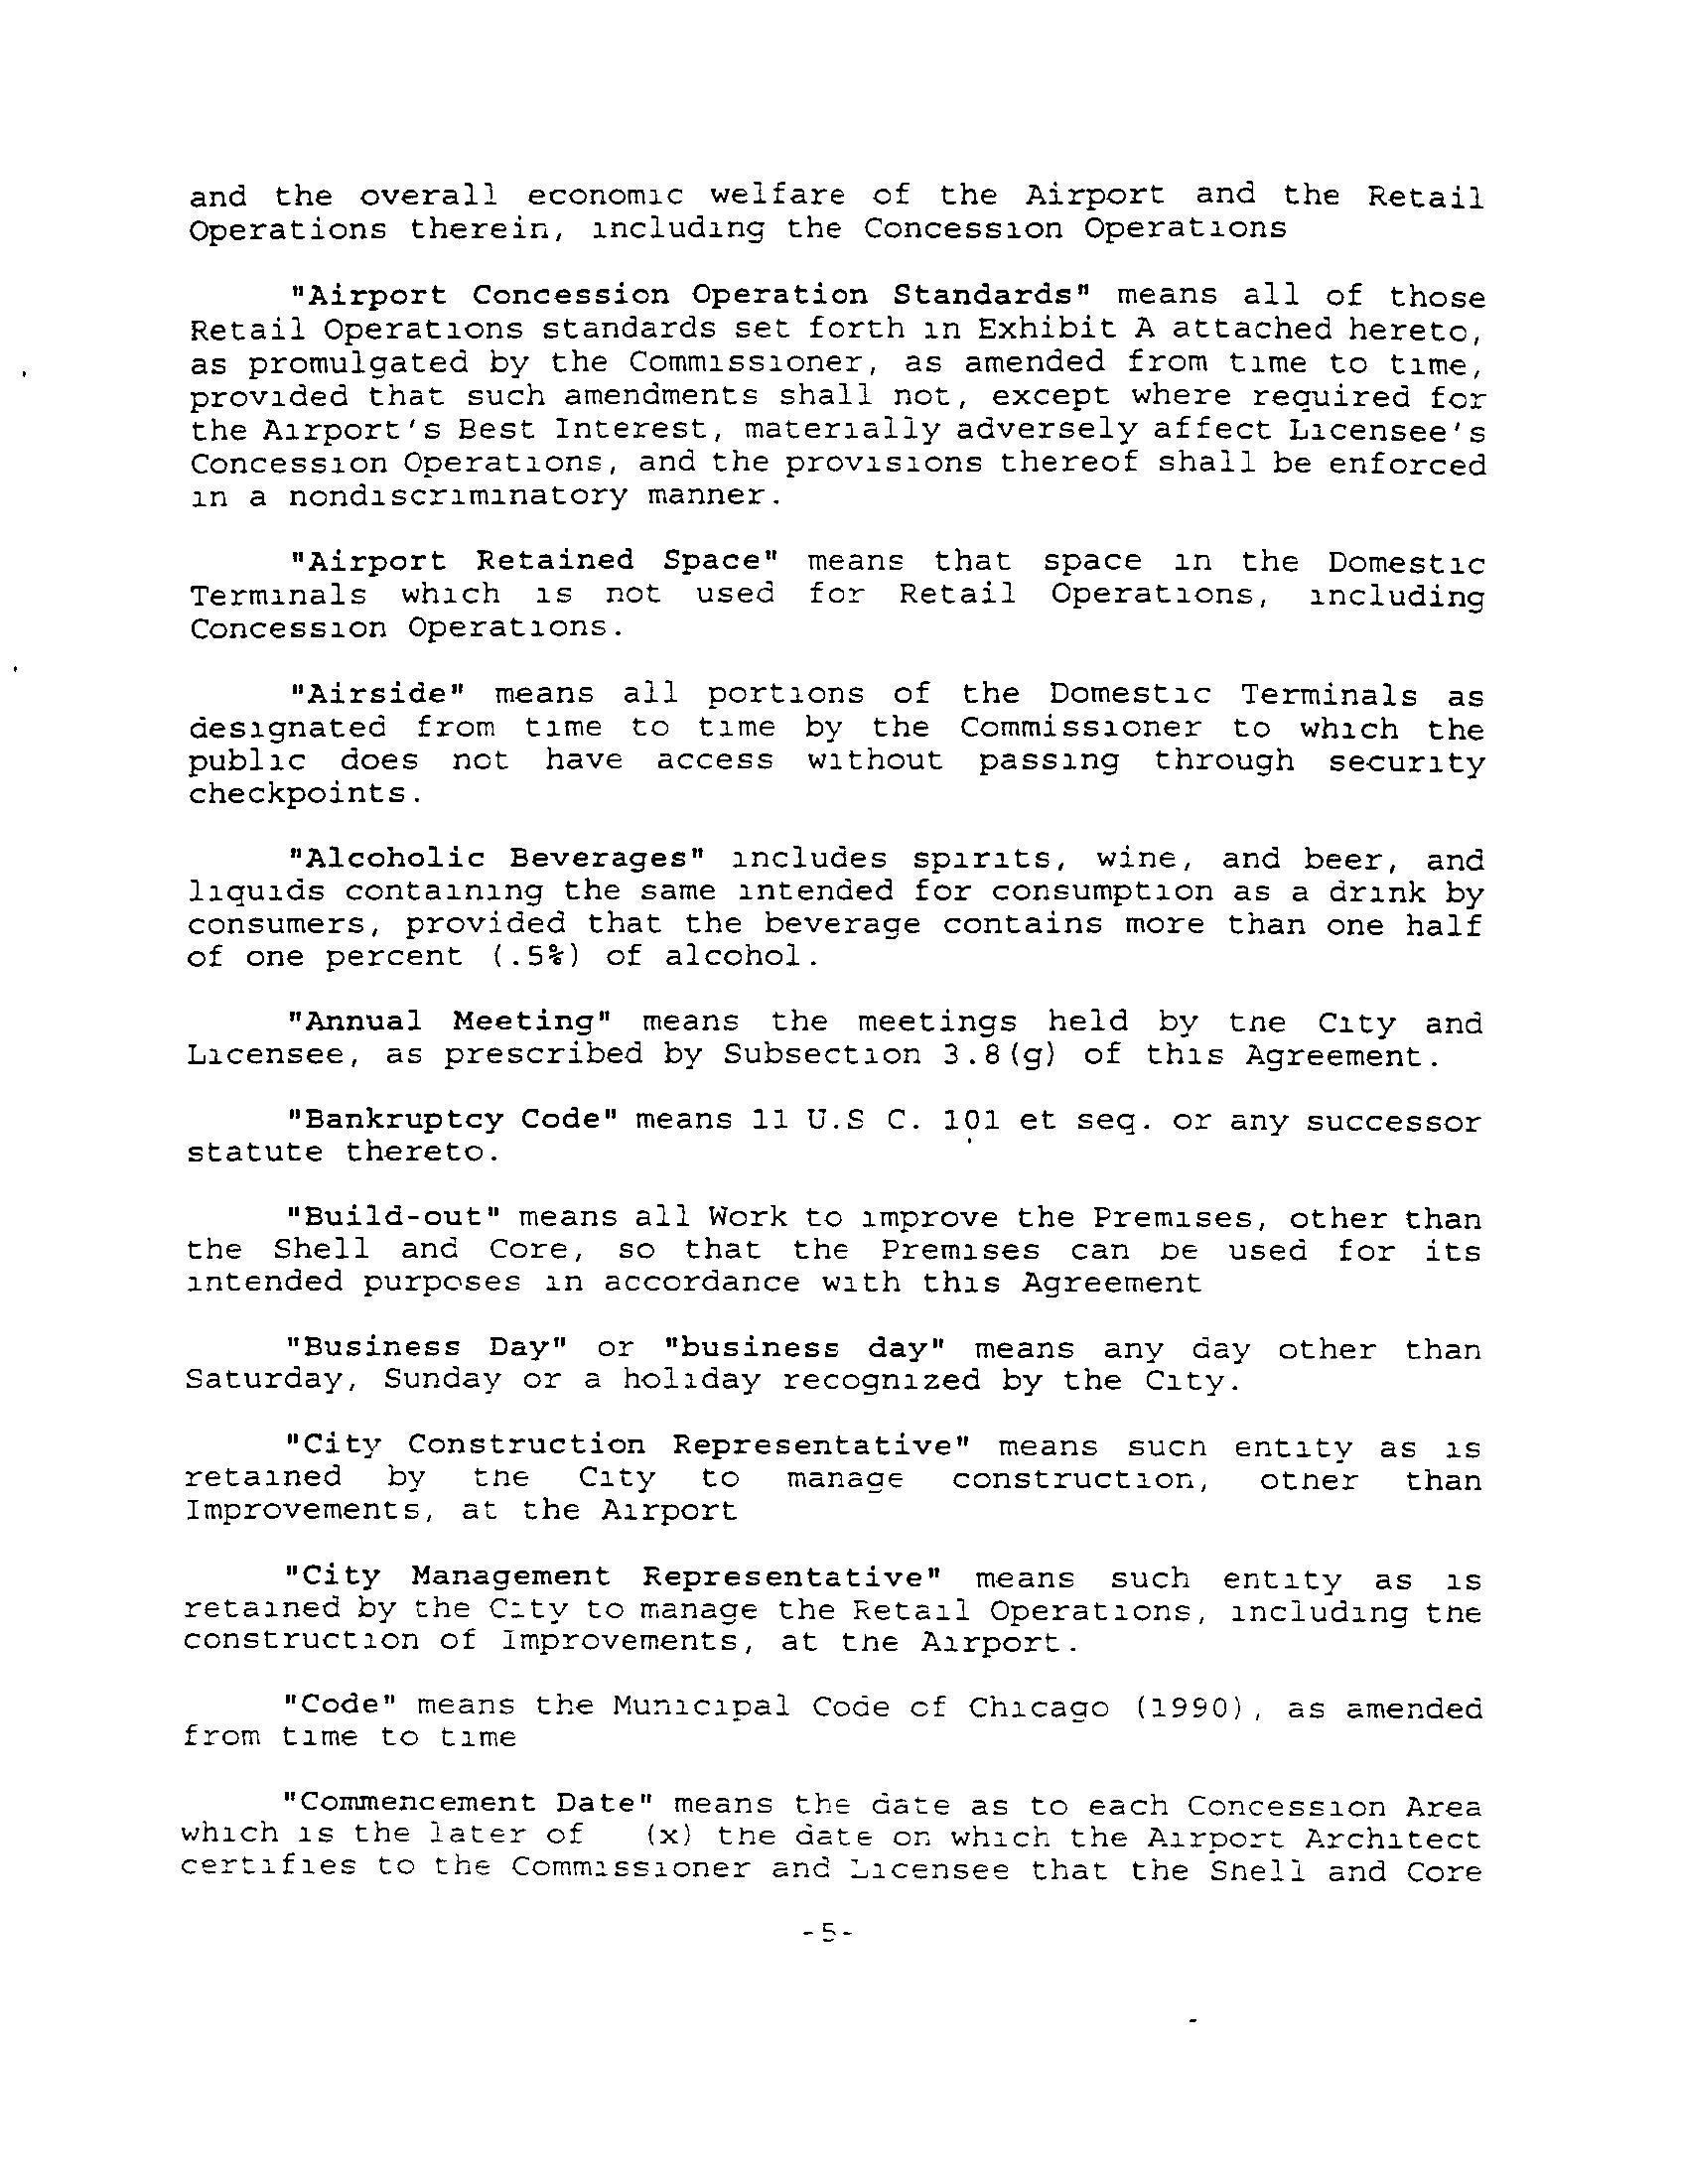 and the overall economic welfare of the Airport and the Retail
Operations therein, including the Concession Operations
"Airport Concession Operation Standards" means all of those
Retail Operations standards set forth in Exhibit A attached hereto,
as promulgated by the Commissioner, as amended from time to time,
provided that such amendments shall not, except where required for
the Airport's Best Interest, materially adversely affect Licensee's
Concession Operations, and the provisions thereof shall be enforced
in a nondiscriminatory manner.
"Airport Retained Space" means that space in the Domestic
Terminals which is not used for Retail Operations, including
Concession Operations.
"Airside" means all portions of the Domestic Terminals as
designated from time to time by the Commissioner to which the
public does not have access without passing through security
checkpoints.
"Alcoholic Beverages" includes spirits, wine, and beer, and
liquids containing the same intended for consumption as a drink by
consumers, provided that the beverage contains more than one half
of one percent (.5%) of alcohol.
"Annual Meeting" means the meetings held by the City and
Licensee, as prescribed by Subsection 3.8(g) of this Agreement.
"Bankruptcy Code" means 11 U.S C. 101 et seq. or any successor
statute thereto.
"Build-out" means all Work to improve the Premises, other than
the Shell and Core, so that the Premises can be used for its
intended purposes in accordance with this Agreement
"Business Day" or "business day" means any day other than
Saturday, Sunday or a holiday recognized by the City.
"City Construction Representative" means such entity as is
retained by the City to manage construction, other than
Improvements, at the Airport
"City Management Representative" means such entity as is
retained by the City to manage the Retail Operations, including the
construction of Improvements, at the Airport.
"Code" means the Municipal Code of Chicago (1990), as amended
from time to time
"Commencement Date" means the date as to each Concession Area
which is the later of (x) the date on which the Airport Architect
certifies to the Commissioner and Licensee that the Shell and Core
-5-